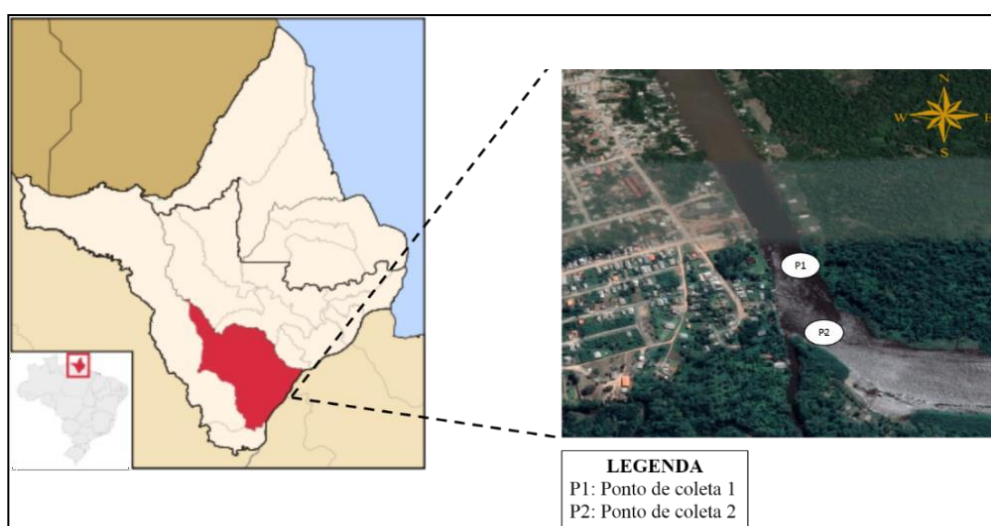 N
W E
S
P1
P2
LEGENDA
P1: Ponto de coleta 1
P2: Ponto de coleta 2